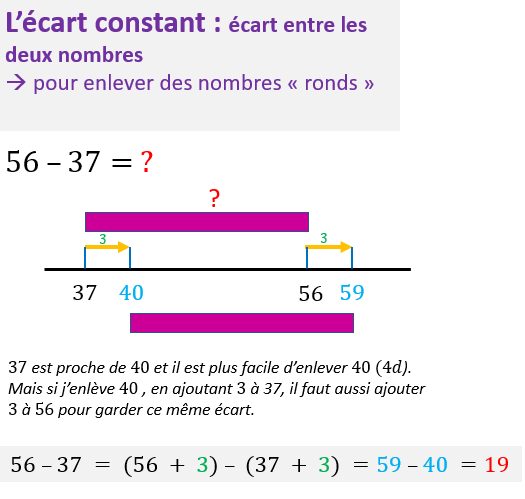 L'écart constant : écart entre les
deux nombres
→ pour enlever des nombres « ronds »
56 – 37 = ?
?
3 3
37 40 56 59
37 est proche de 40 et il est plus facile d'enlever 40 (4d).
Mais si j'enlève 40 , en ajoutant 3 à 37, il faut aussi ajouter
3 à 56 pour garder ce même écart.
56 – 37 = (56 + 3) – (37 + 3) = 59 – 40 = 19